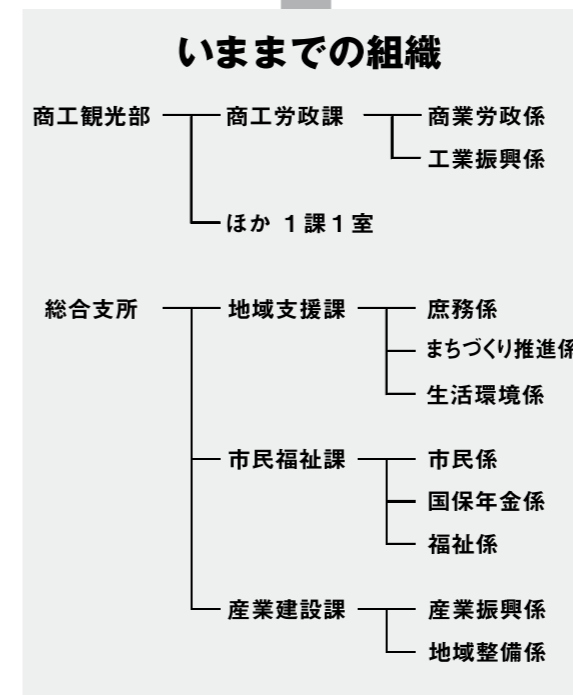 いままでの組織
商工観光部 商工労政課 商業労政係
工業振興係
ほか 1課1室
総合支所 地域支援課 庶務係
まちづくり推進係
生活環境係
市民福祉課 市民係
国保年金係
福祉係
産業建設課 産業振興係
地域整備係